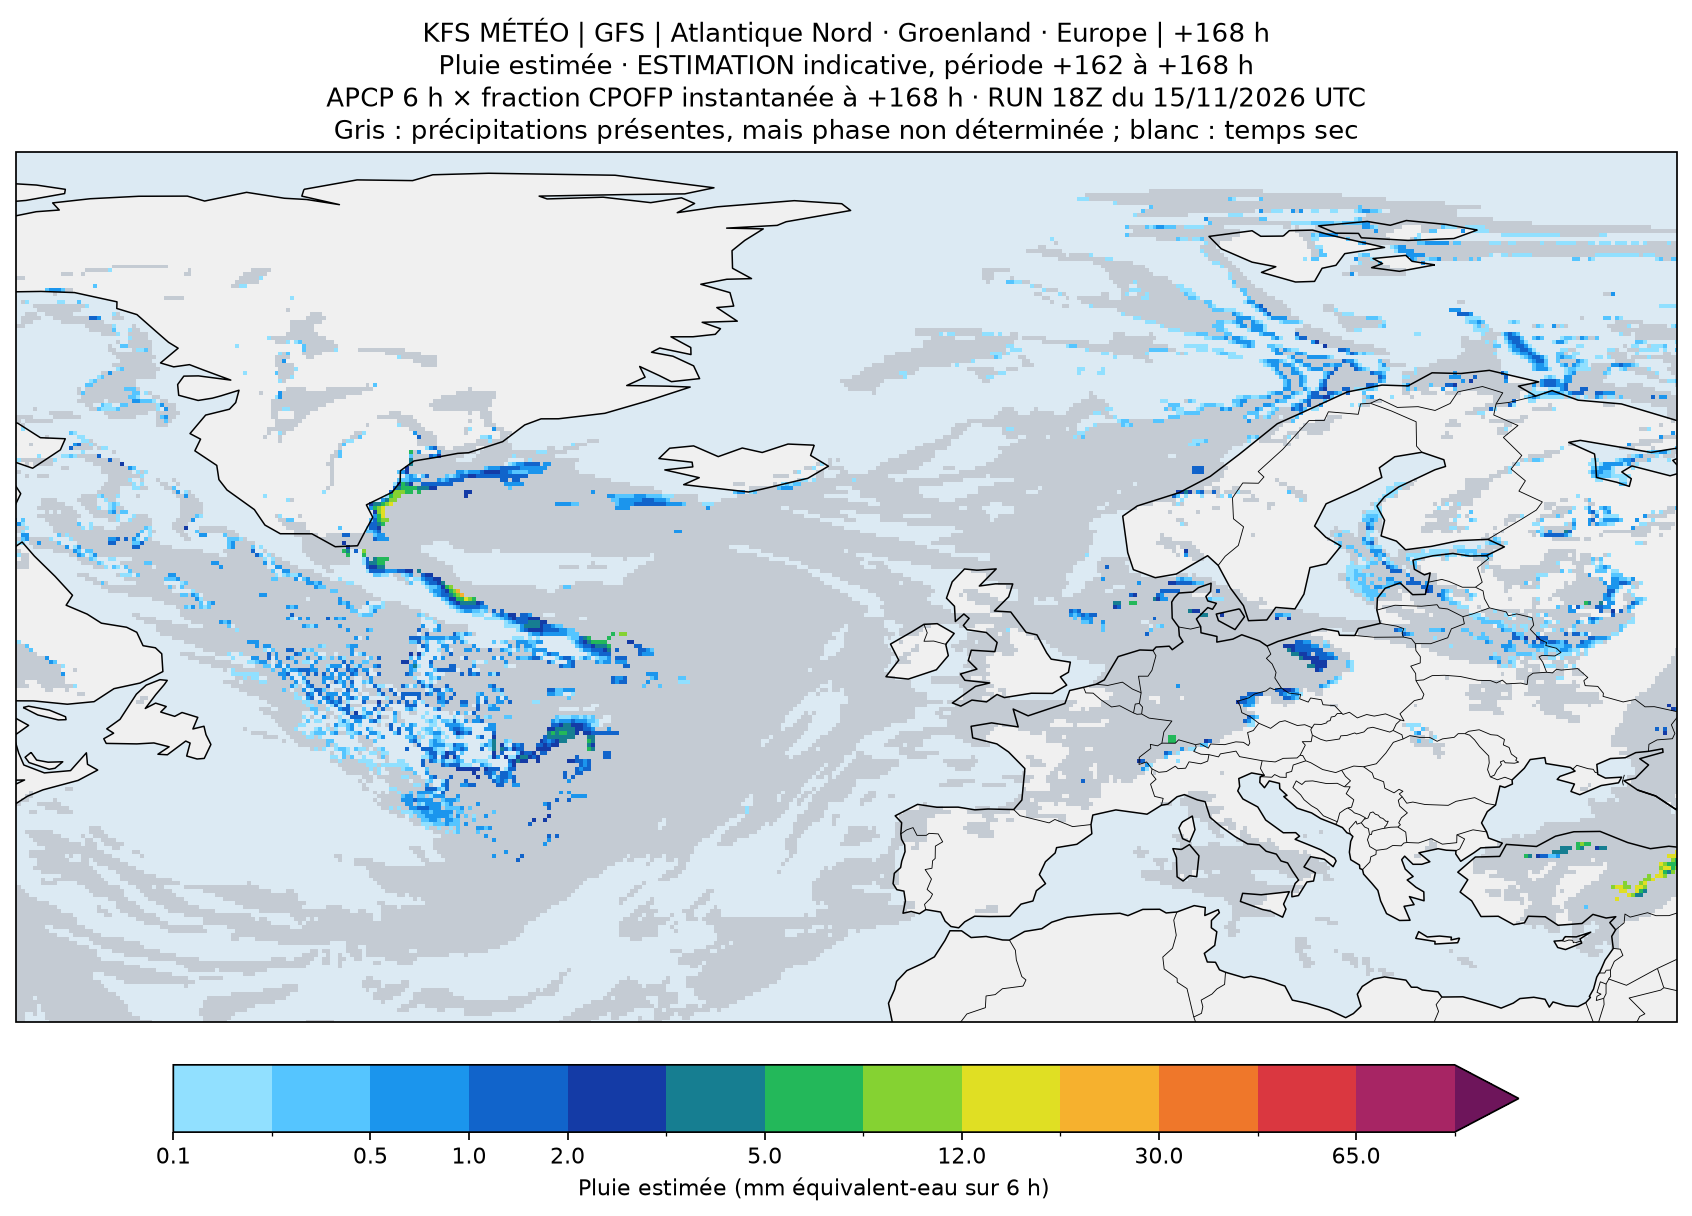 KFS MÉTÉO | GFS | Atlantique Nord · Groenland · Europe | +168 h
Pluie estimée · ESTIMATION indicative, période +162 à +168 h
APCP 6 h × fraction CPOFP instantanée à +168 h · RUN 18Z du 15/11/2026 UTC
Gris : précipitations présentes, mais phase non déterminée ; blanc : temps sec
0.1 0.5 1.0 2.0 5.0 12.0 30.0 65.0
Pluie estimée (mm équivalent-eau sur 6 h)